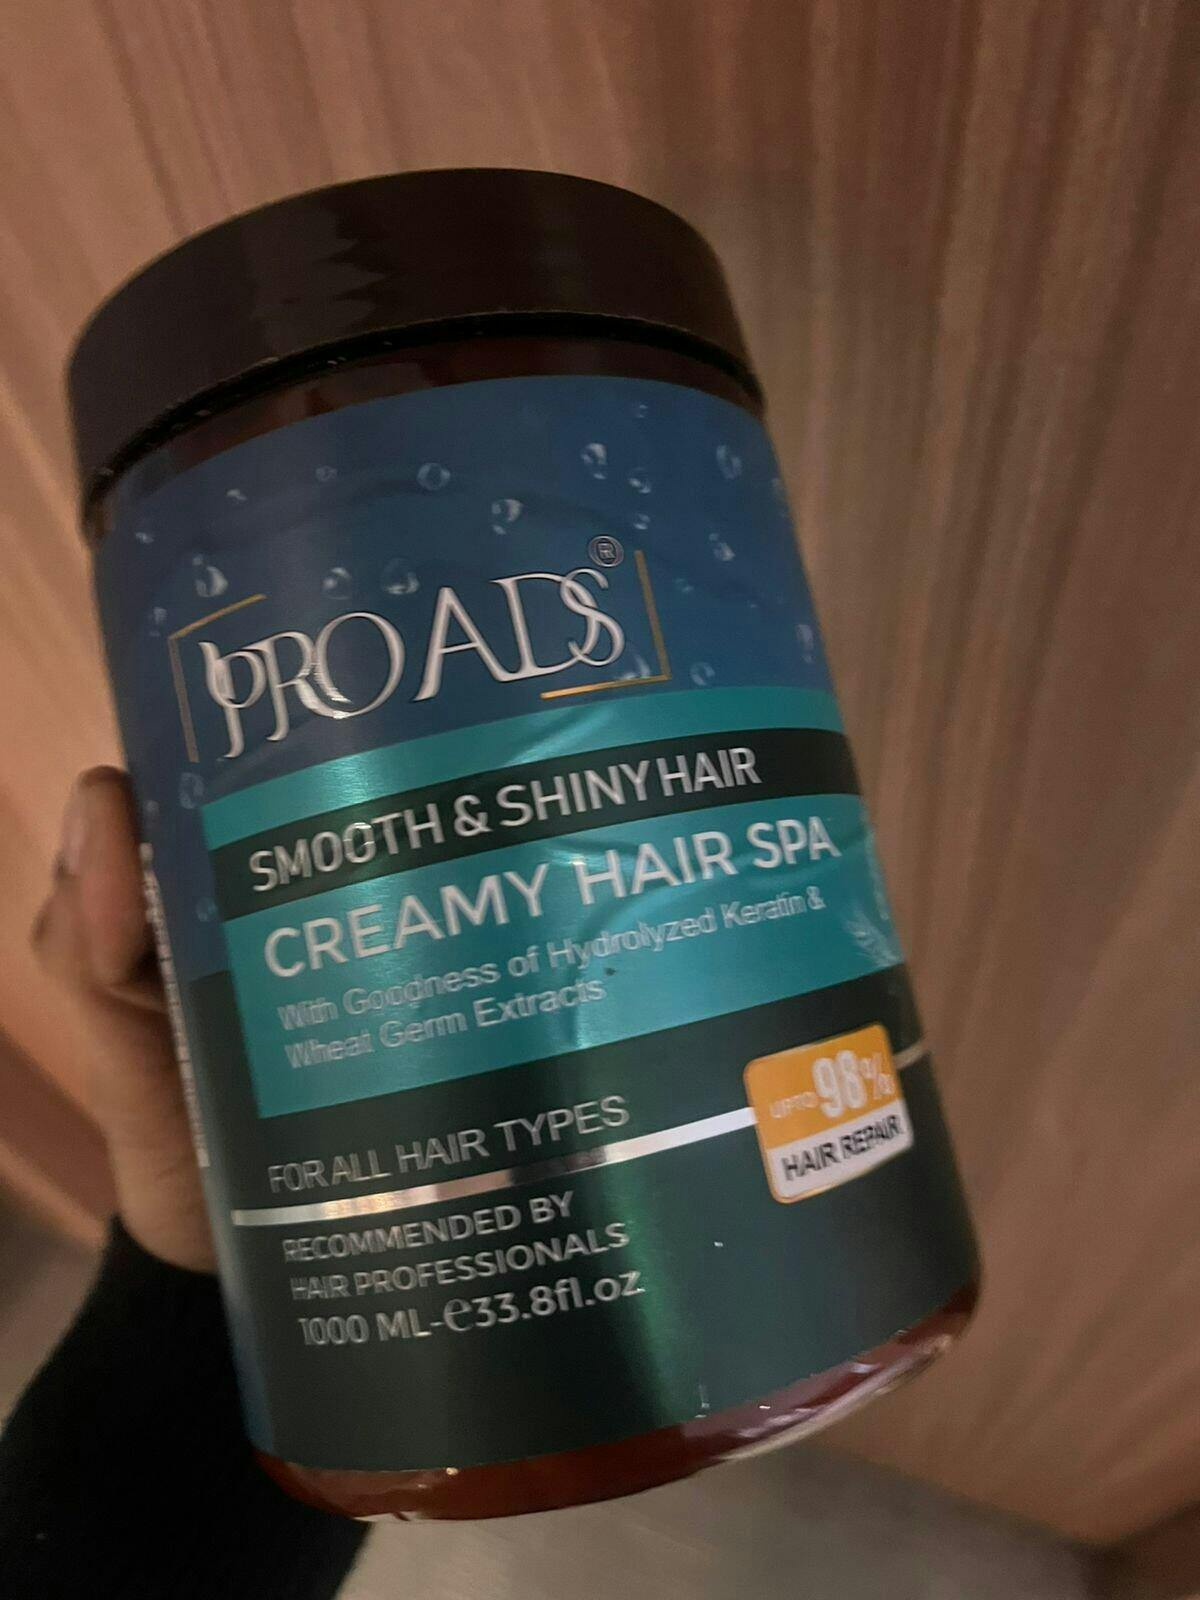 PROADS®
SMOOTH & SHINY HAIR
CREAMY HAIR SPA
With Goodness of Hydrolyzed Keratin &
Wheat Germ Extracts
UPTO 98%
HAIR REPAIR
FOR ALL HAIR TYPES
RECOMMENDED BY
HAIR PROFESSIONALS
1000 ML-℮33.8fl.oz